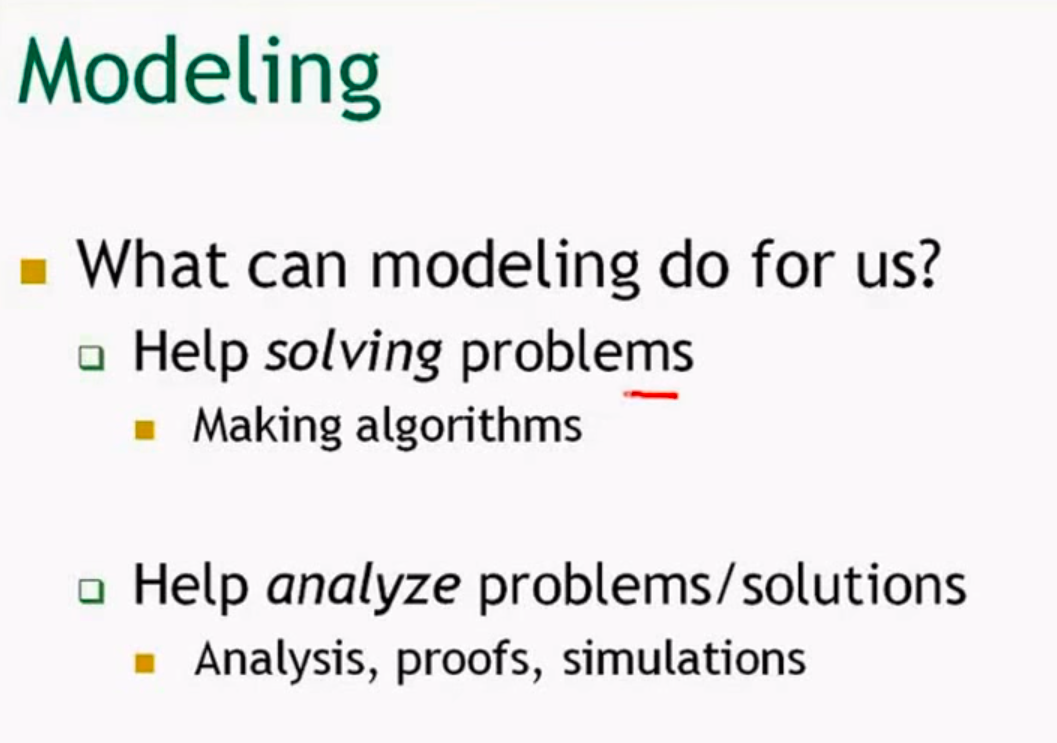 Modeling
What can modeling do for us?
Help solving problems
Making algorithms
Help analyze problems/solutions
Analysis, proofs, simulations